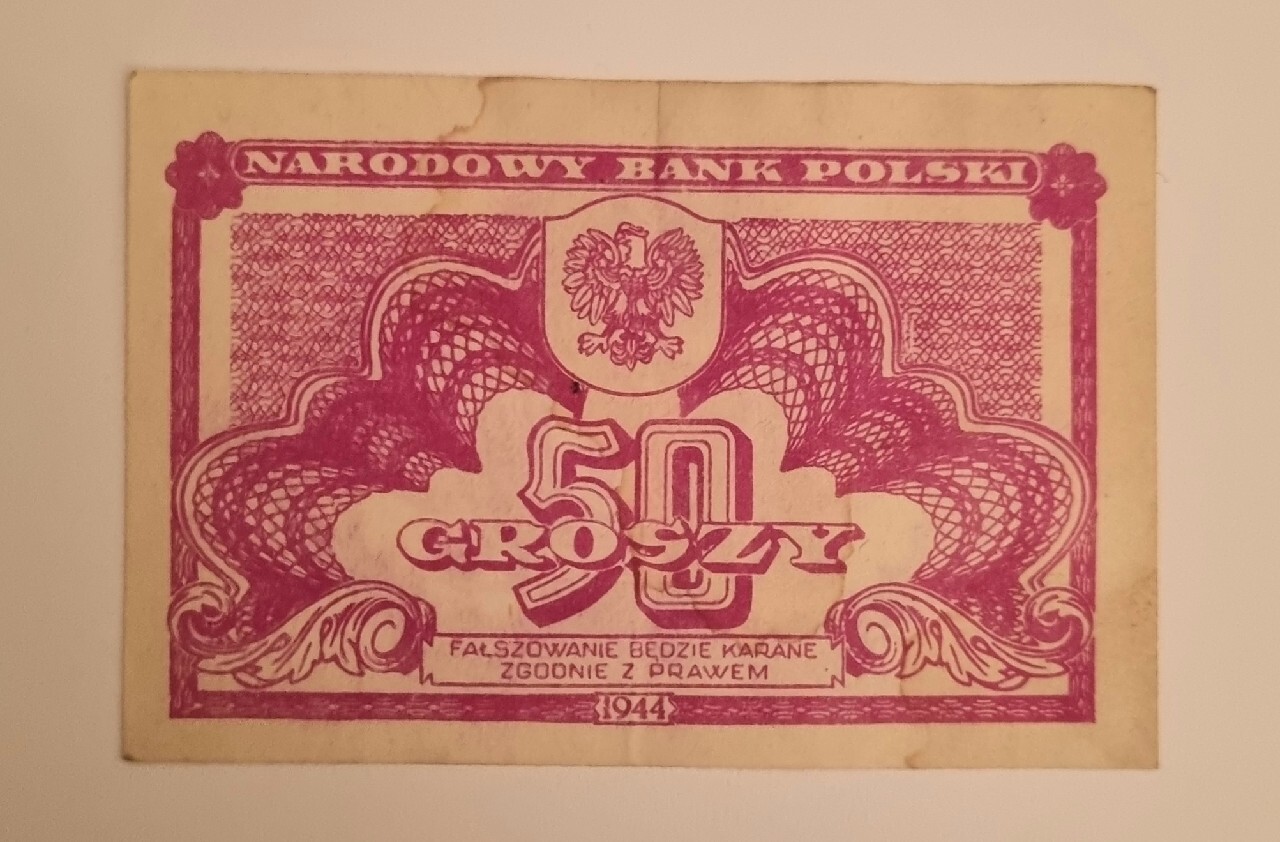 NARODOWY BANK POLSKI
50
GROSZY
FAŁSZOWANIE BĘDZIE KARANE
ZGODNIE Z PRAWEM
1944